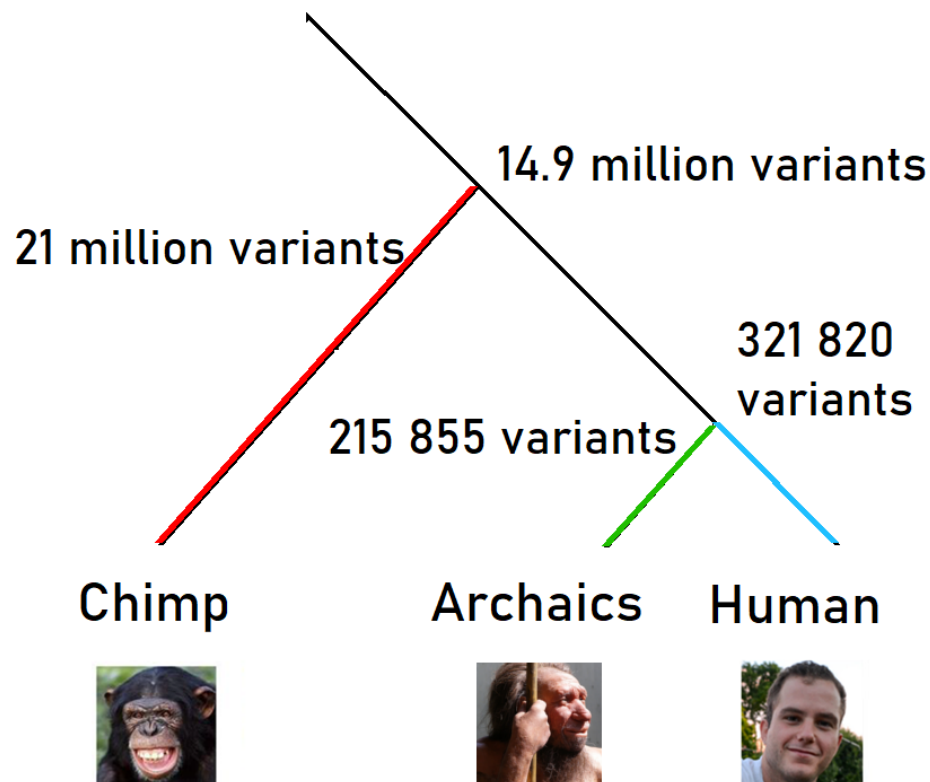 14.9 million variants
21 million variants
321 820
variants
215 855 variants
Chimp
Archaics
Human